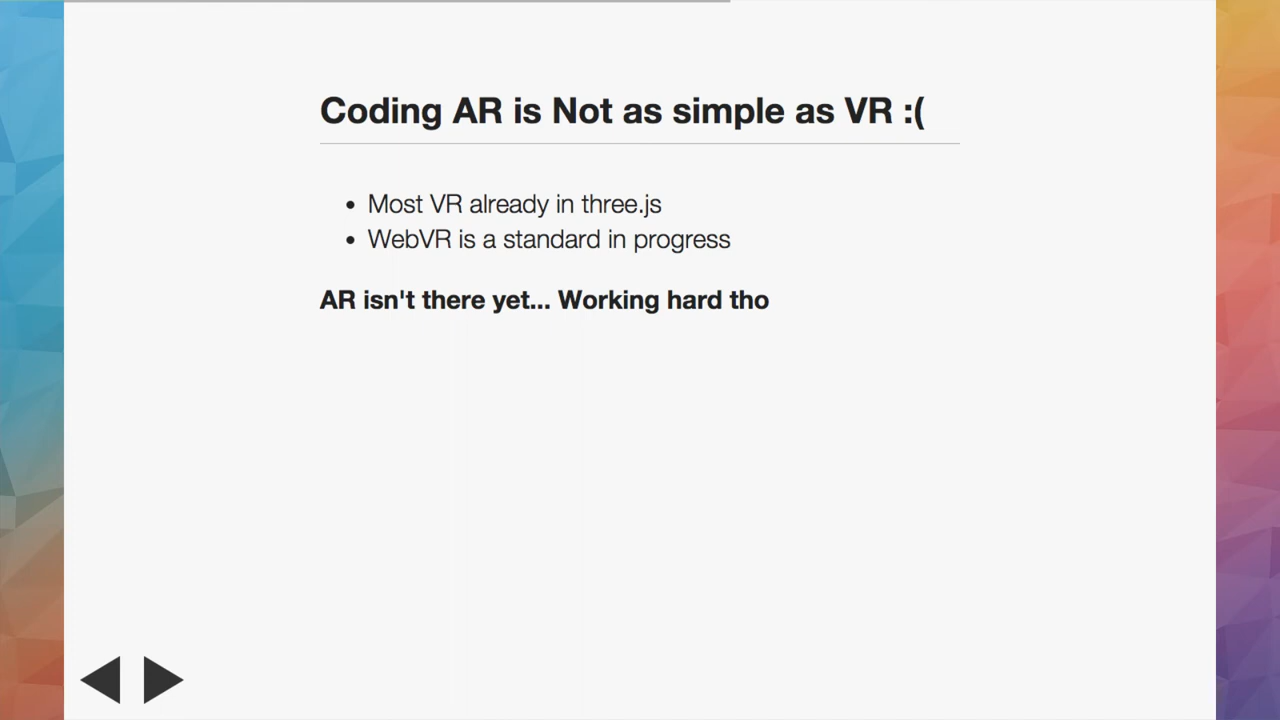 Coding AR is Not as simple as VR :(
• Most VR already in three.js
• WebVR is a standard in progress
AR isn't there yet... Working hard tho